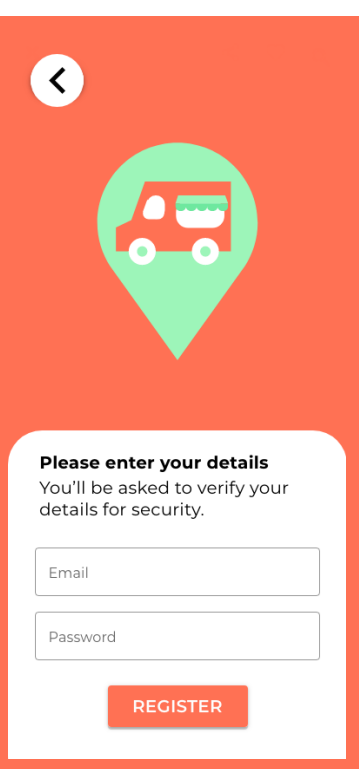 Please enter your details
You'll be asked to verify your
details for security.
Email
Password
REGISTER